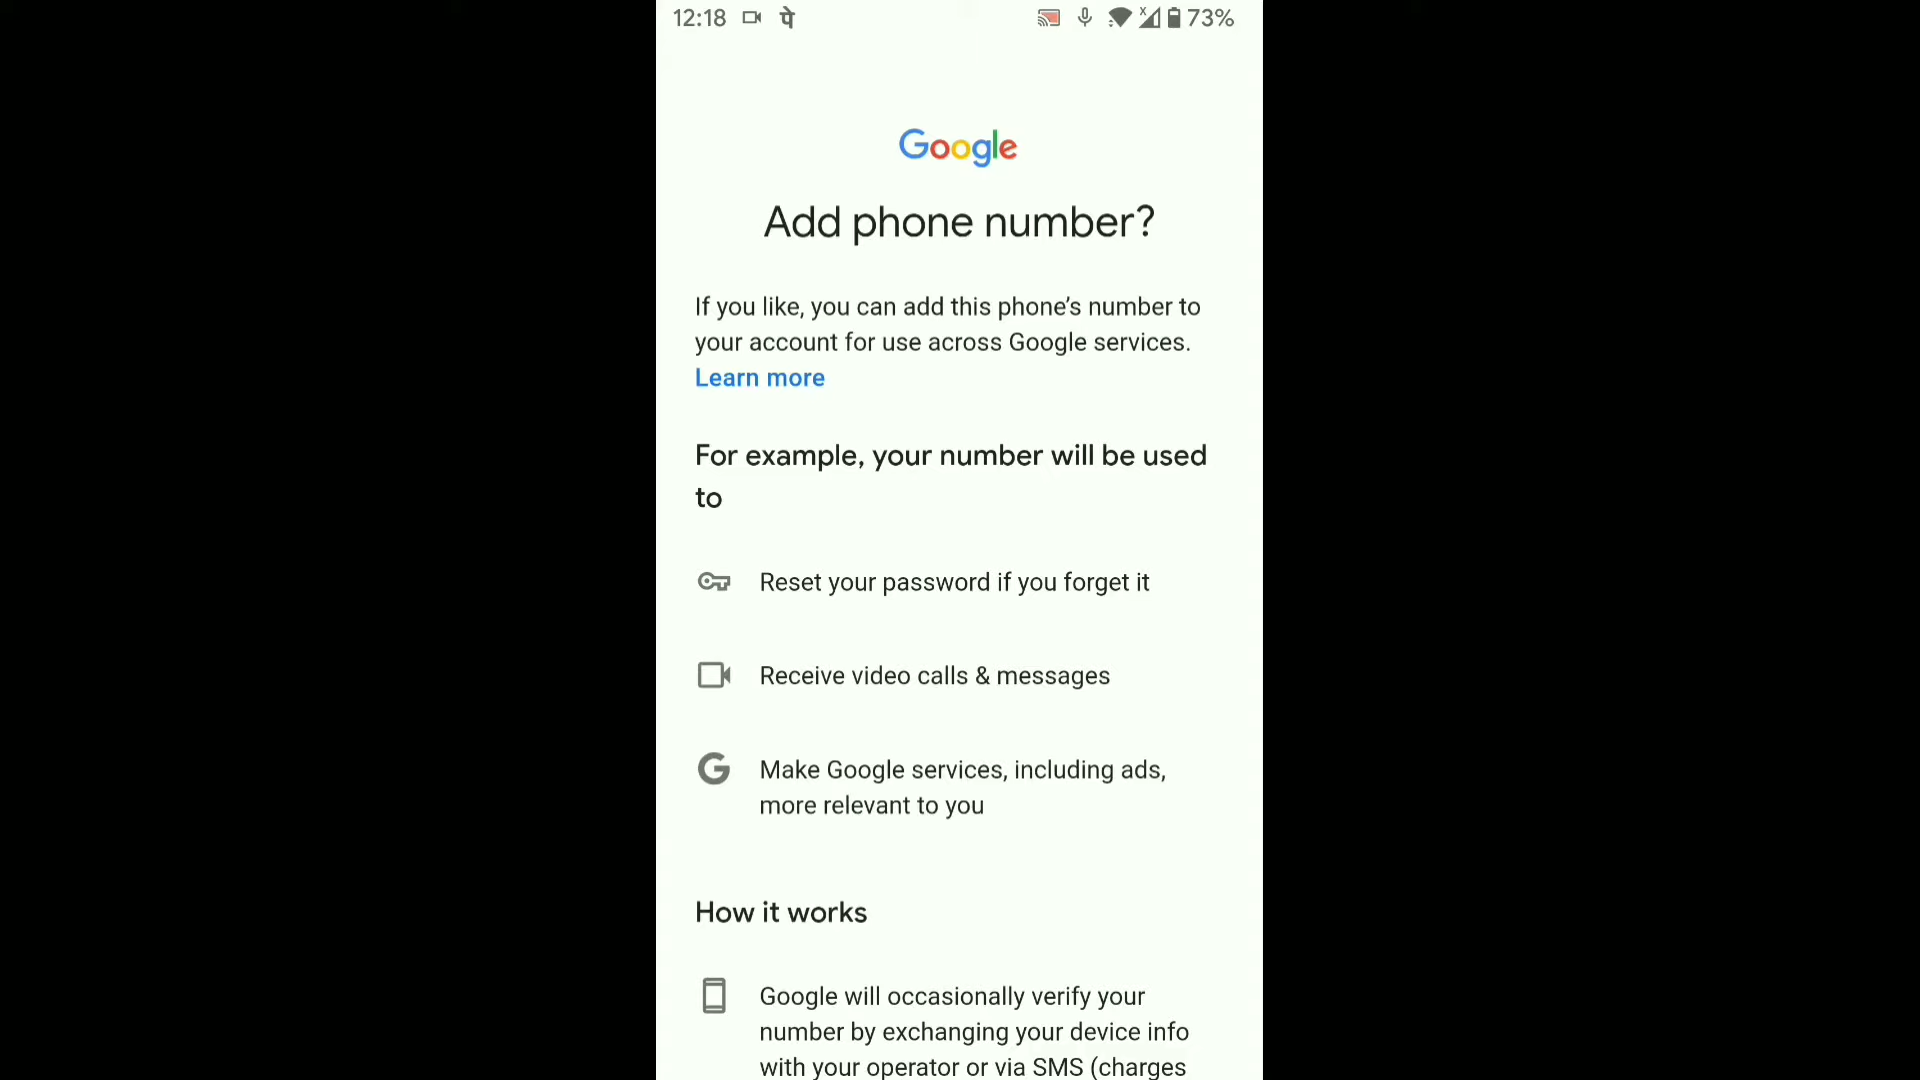 12:18 पे 73%
Google
Add phone number?
If you like, you can add this phone’s number to
your account for use across Google services.
Learn more
For example, your number will be used
to
Reset your password if you forget it
Receive video calls & messages
G Make Google services, including ads,
more relevant to you
How it works
Google will occasionally verify your
number by exchanging your device info
with your operator or via SMS (charges